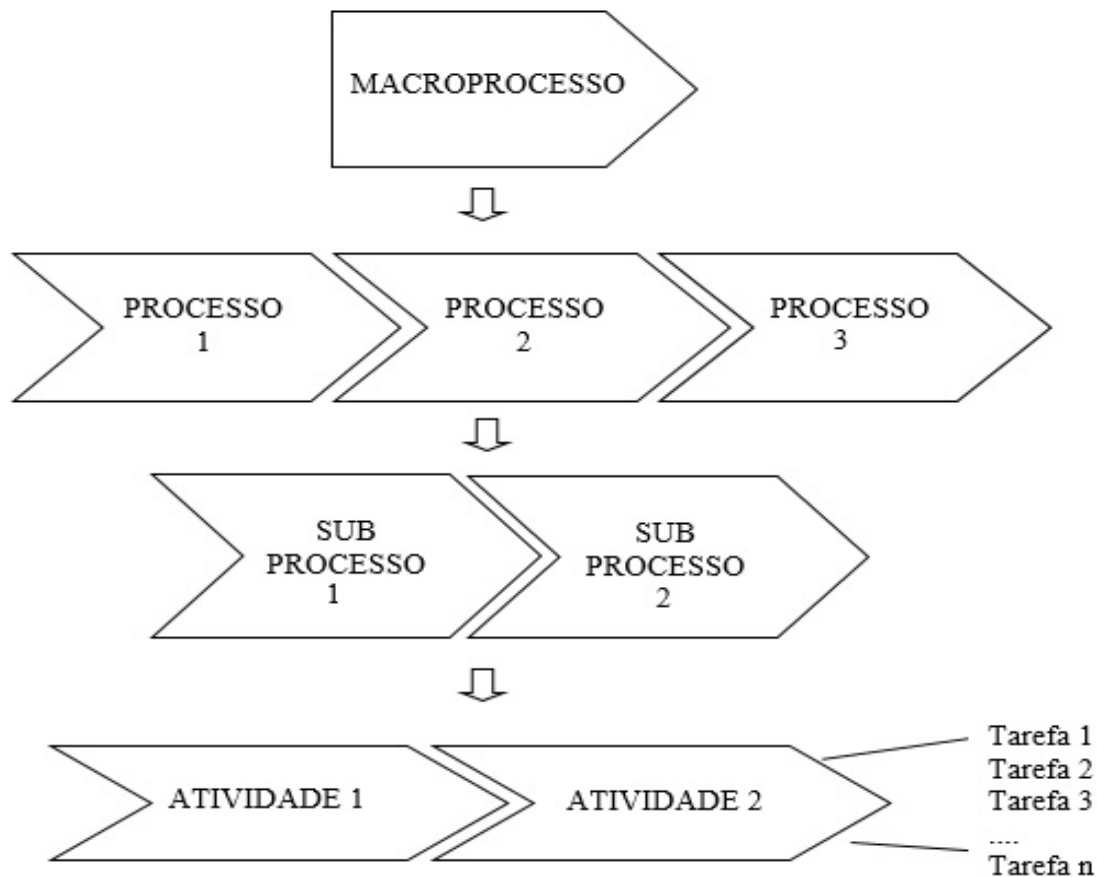 MACROPROCESSO
PROCESSO
1
PROCESSO
2
PROCESSO
3
SUB
PROCESSO
1
SUB
PROCESSO
2
ATIVIDADE 1
ATIVIDADE 2
Tarefa 1
Tarefa 2
Tarefa 3
....
Tarefa n